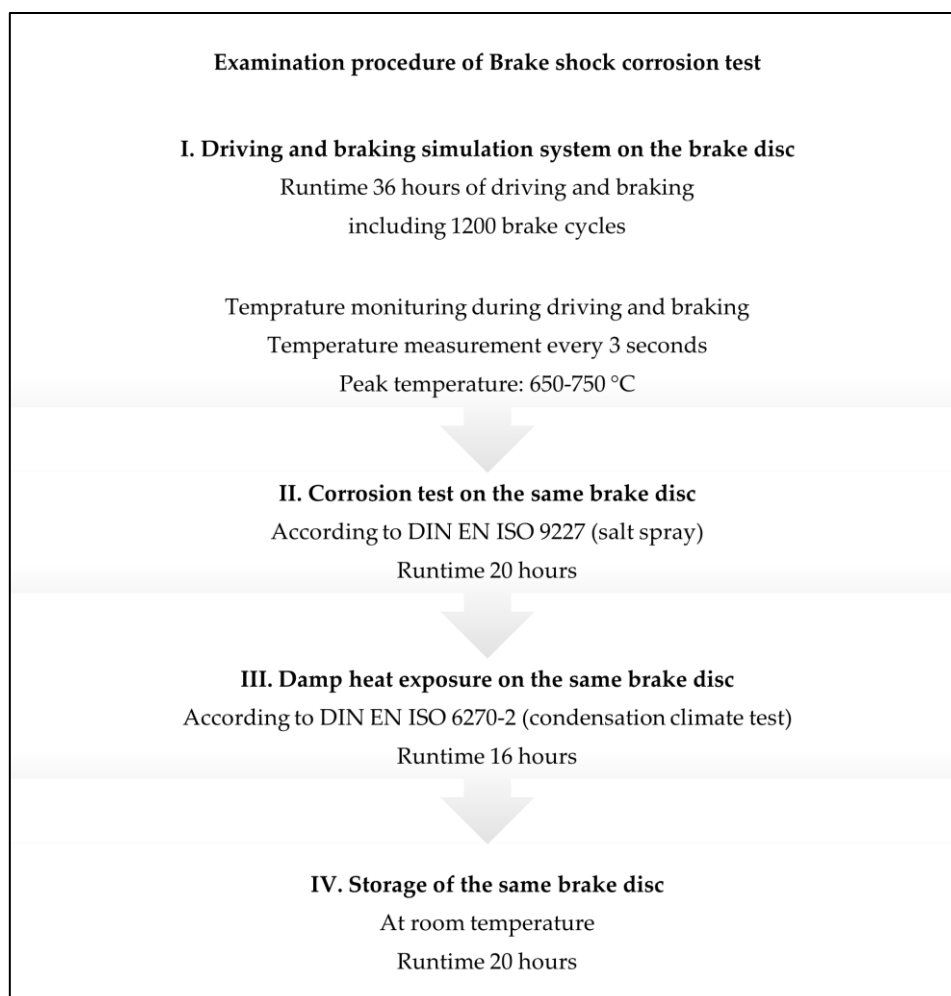 Examination procedure of Brake shock corrosion test
I. Driving and braking simulation system on the brake disc
Runtime 36 hours of driving and braking
including 1200 brake cycles
Temprature monituring during driving and braking
Temperature measurement every 3 seconds
Peak temperature: 650-750 °C
II. Corrosion test on the same brake disc
According to DIN EN ISO 9227 (salt spray)
Runtime 20 hours
III. Damp heat exposure on the same brake disc
According to DIN EN ISO 6270-2 (condensation climate test)
Runtime 16 hours
IV. Storage of the same brake disc
At room temperature
Runtime 20 hours